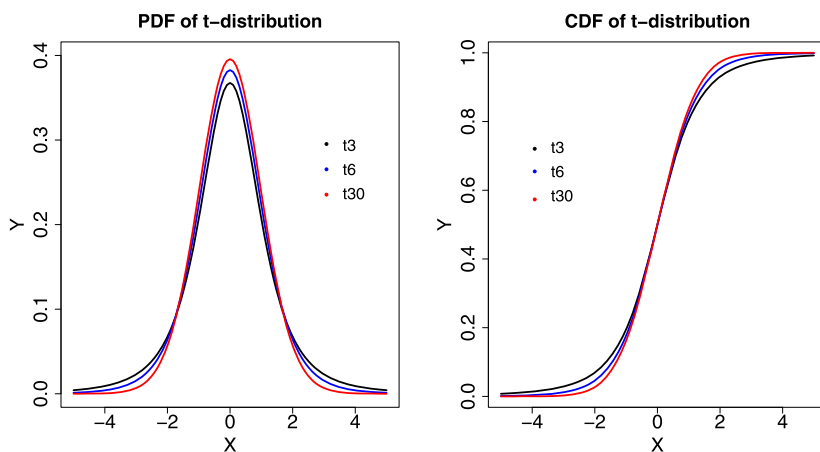 PDF of t−distribution
0.4
0.3
0.2
0.1
0.0
Y
t3
t6
t30
−4 −2 0 2 4
X
CDF of t−distribution
1.0
0.8
0.6
0.4
0.2
0.0
Y
t3
t6
t30
−4 −2 0 2 4
X